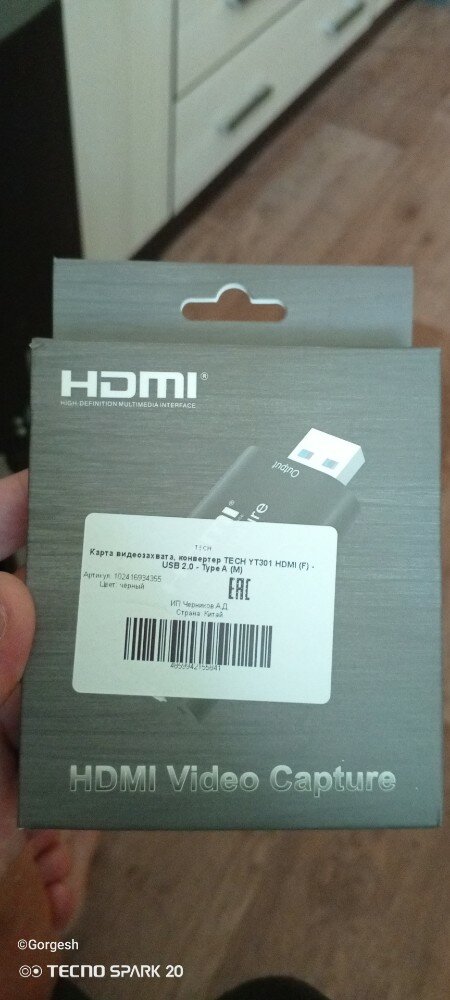 HDMI®
HIGH-DEFINITION MULTIMEDIA INTERFACE
Output
TECH
Карта видеозахвата, конвертер TECH YT301 HDMI (F) -
USB 2.0 - Type A (M)
Артикул: 102416934355
Цвет: черный
EAC
ИП Черников А.Д.
Страна: Китай
HDMI Video Capture
©Gorgesh
TECNO SPARK 20